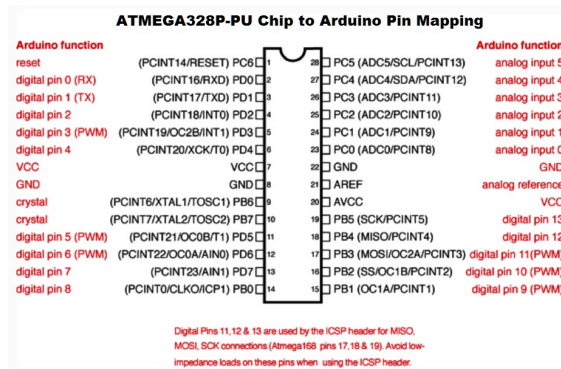 ATMEGA328P-PU Chip to Arduino Pin Mapping
Arduino function Arduino function
reset (PCINT14/RESET) PC6 1 28 PC5 (ADC5/SCL/PCINT13) analog input 5
digital pin 0 (RX) (PCINT16/RXD) PD0 2 27 PC4 (ADC4/SDA/PCINT12) analog input 4
digital pin 1 (TX) (PCINT17/TXD) PD1 3 26 PC3 (ADC3/PCINT11) analog input 3
digital pin 2 (PCINT18/INT0) PD2 4 25 PC2 (ADC2/PCINT10) analog input 2
digital pin 3 (PWM) (PCINT19/OC2B/INT1) PD3 5 24 PC1 (ADC1/PCINT9) analog input 1
digital pin 4 (PCINT20/XCK/T0) PD4 6 23 PC0 (ADC0/PCINT8) analog input 0
VCC VCC 7 22 GND GND
GND GND 8 21 AREF analog reference
crystal (PCINT6/XTAL1/TOSC1) PB6 9 20 AVCC VCC
crystal (PCINT7/XTAL2/TOSC2) PB7 10 19 PB5 (SCK/PCINT5) digital pin 13
digital pin 5 (PWM) (PCINT21/OC0B/T1) PD5 11 18 PB4 (MISO/PCINT4) digital pin 12
digital pin 6 (PWM) (PCINT22/OC0A/AIN0) PD6 12 17 PB3 (MOSI/OC2A/PCINT3) digital pin 11(PWM)
digital pin 7 (PCINT23/AIN1) PD7 13 16 PB2 (SS/OC1B/PCINT2) digital pin 10 (PWM)
digital pin 8 (PCINT0/CLKO/ICP1) PB0 14 15 PB1 (OC1A/PCINT1) digital pin 9 (PWM)
Digital Pins 11,12 & 13 are used by the ICSP header for MISO,
MOSI, SCK connections (Atmega168 pins 17,18 & 19). Avoid low-
impedance loads on these pins when using the ICSP header.